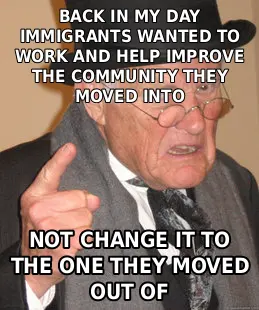 BACK IN MY DAY
IMMIGRANTS WANTED TO
WORK AND HELP IMPROVE
THE COMMUNITY THEY
MOVED INTO
NOT CHANGE IT TO
THE ONE THEY MOVED
OUT OF